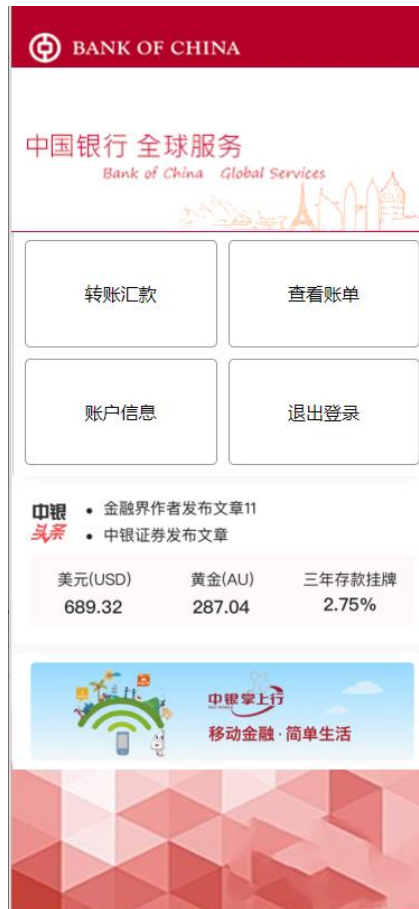 BANK OF CHINA
中国银行 全球服务
Bank of China Global Services
转账汇款
查看账单
账户信息
退出登录
中银
头条
• 金融界作者发布文章11
• 中银证券发布文章
美元(USD) 黄金(AU) 三年存款挂牌
689.32 287.04 2.75%
中银掌上行
移动金融·简单生活